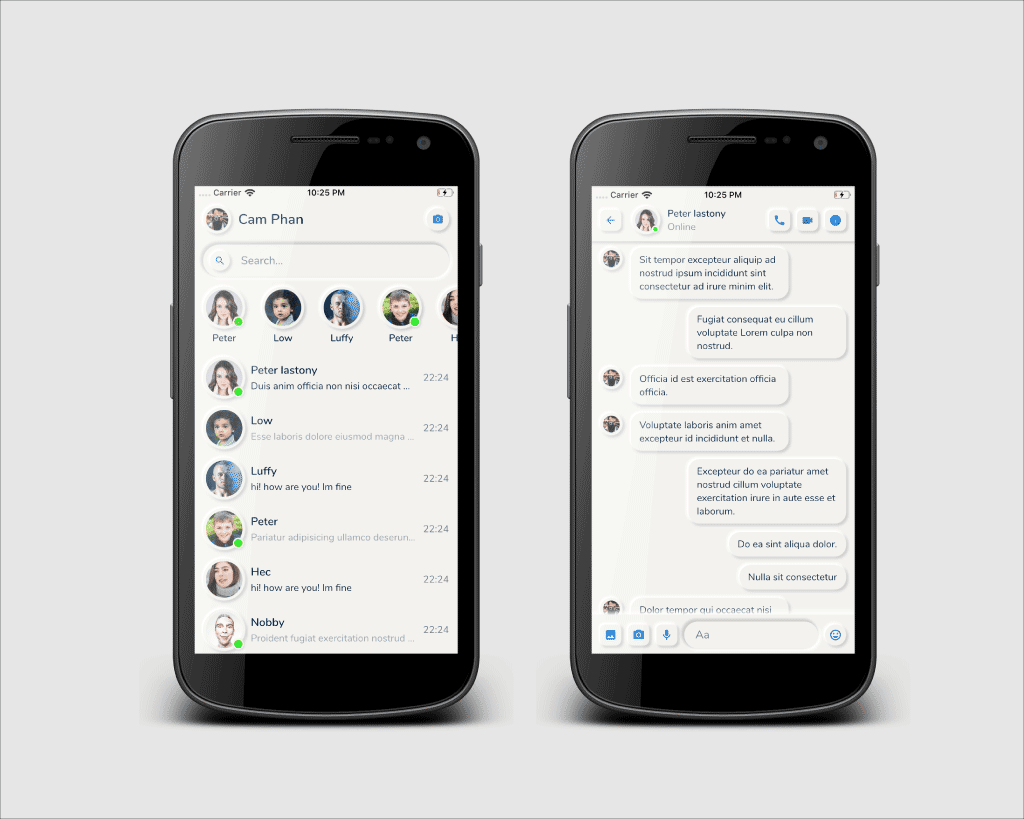 .... Carrier 10:25 PM
Cam Phan
Search...
Peter Low Luffy Peter H
Peter lastony
Duis anim officia non nisi occaecat ...
22:24
Low
Esse laboris dolore eiusmod magna ...
22:24
Luffy
hi! how are you! Im fine
22:24
Peter
Pariatur adipisicing ullamco deserun...
22:24
Hec
hi! how are you! Im fine
22:24
Nobby
Proident fugiat exercitation nostrud ...
22:24
.... Carrier 10:25 PM
Peter lastony
Online
Sit tempor excepteur aliquip ad
nostrud ipsum incididunt sint
consectetur ad irure minim elit.
Fugiat consequat eu cillum
voluptate Lorem culpa non
nostrud.
Officia id est exercitation officia
officia.
Voluptate laboris anim amet
excepteur id incididunt et nulla.
Excepteur do ea pariatur amet
nostrud cillum voluptate
exercitation irure in aute esse et
laborum.
Do ea sint aliqua dolor.
Nulla sit consectetur
Dolor tempor qui occaecat nisi
Aa